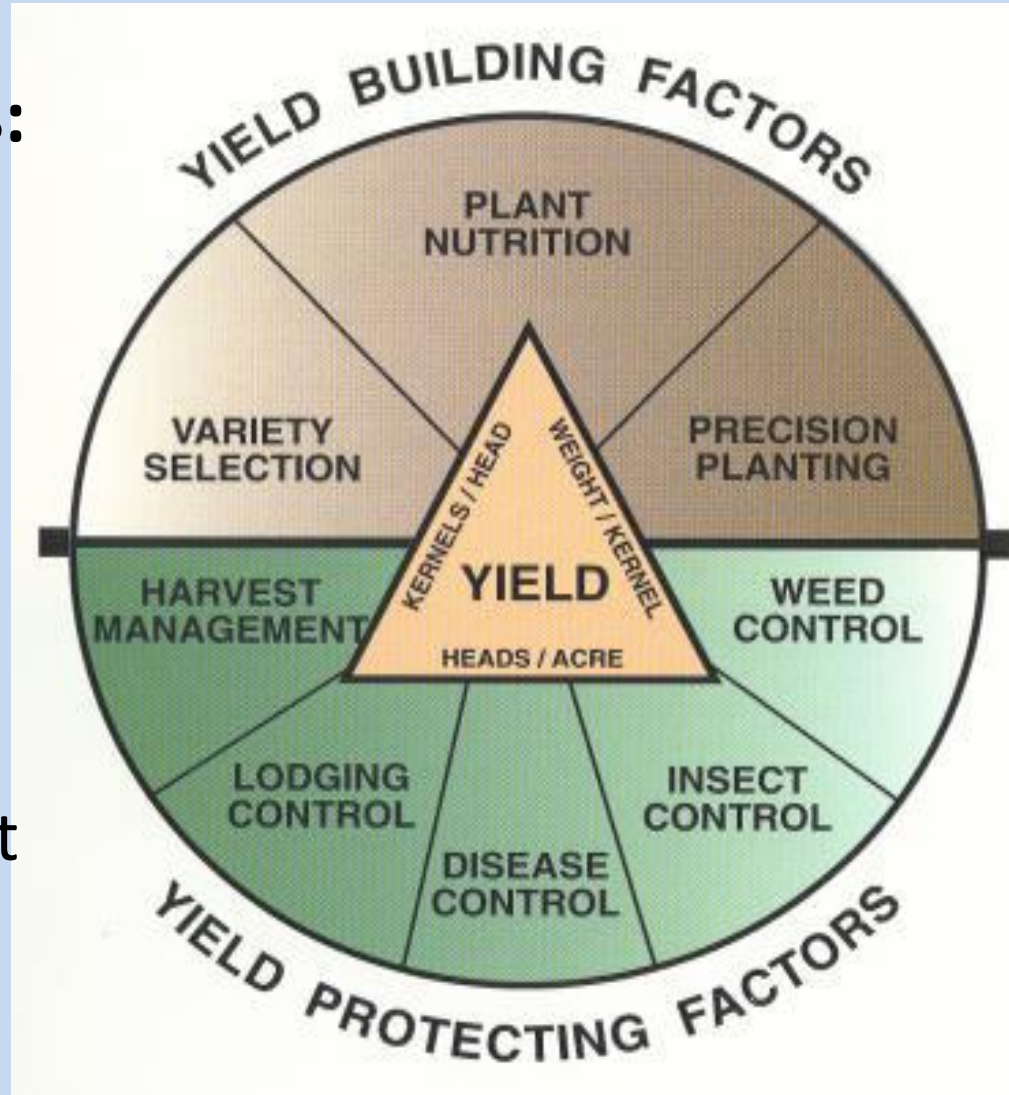 s:
YIELD BUILDING FACTORS
PLANT
NUTRITION
VARIETY
SELECTION
PRECISION
PLANTING
KERNELS / HEAD
WEIGHT / KERNEL
YIELD
HEADS / ACRE
HARVEST
MANAGEMENT
WEED
CONTROL
LODGING
CONTROL
INSECT
CONTROL
t
DISEASE
CONTROL
YIELD PROTECTING FACTORS